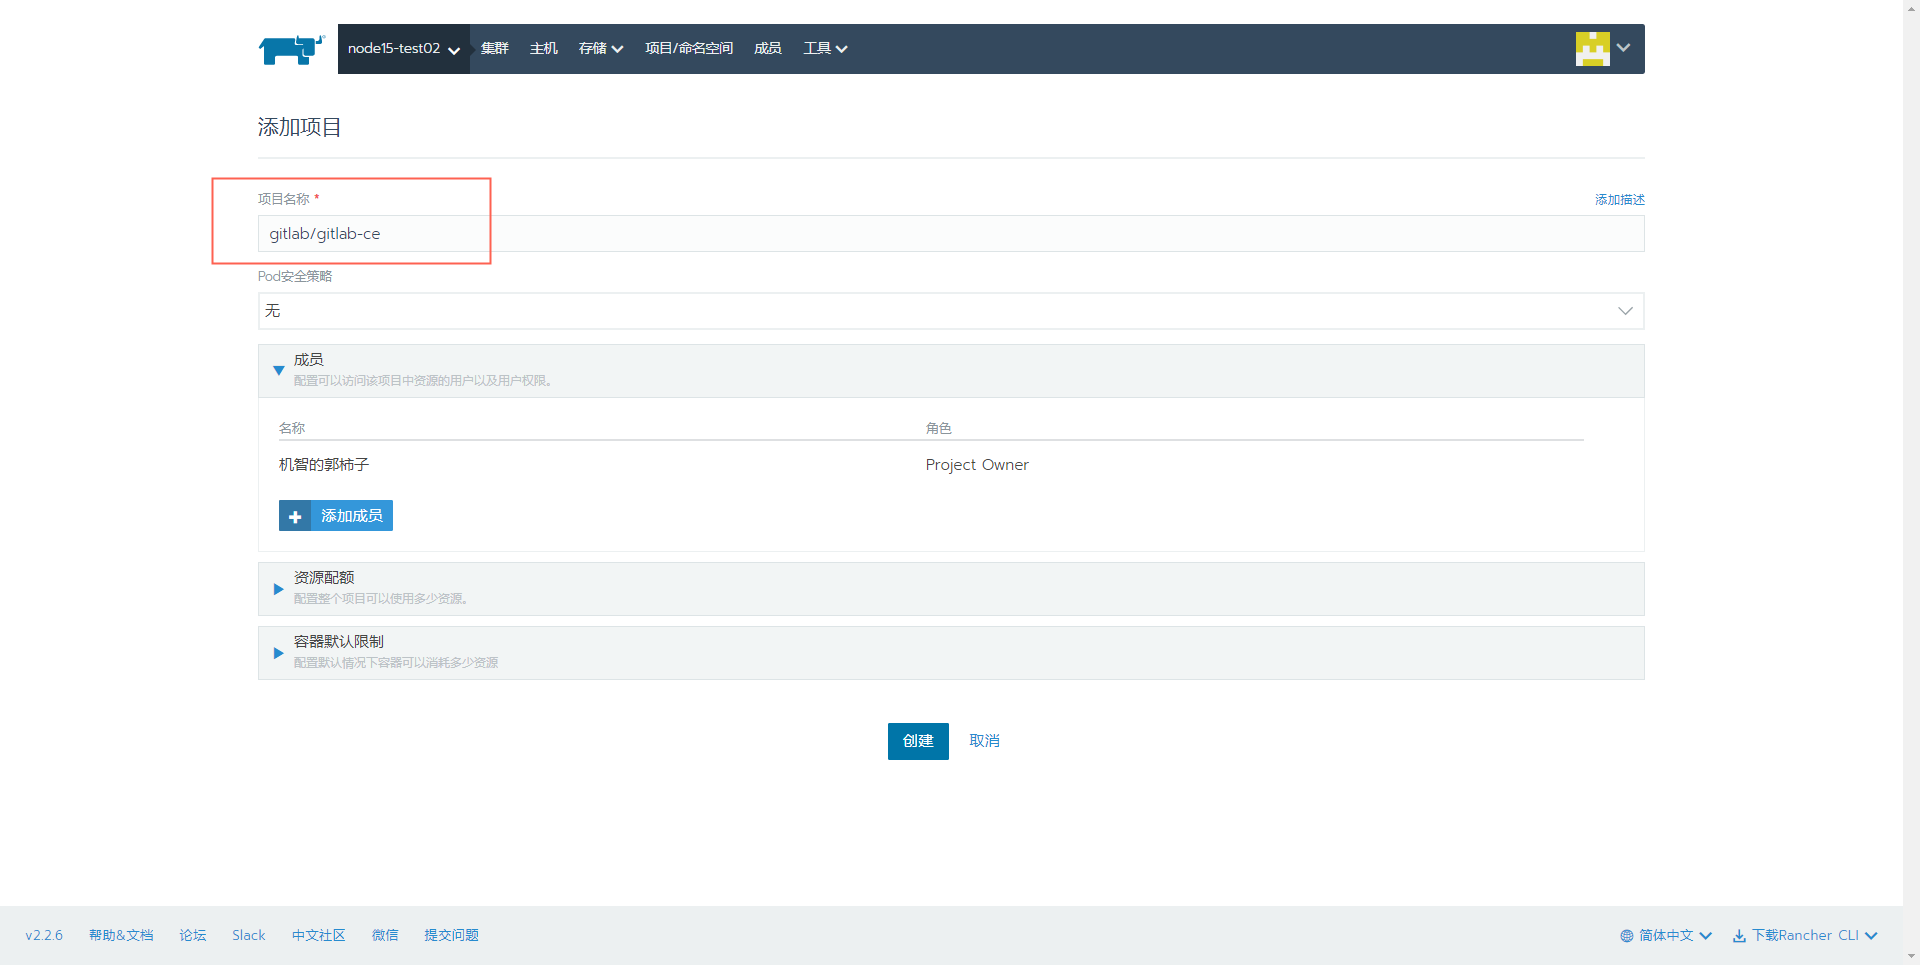 node15-test02 集群 主机 存储 项目/命名空间 成员 工具
添加项目
项目名称 * 添加描述
gitlab/gitlab-ce
Pod安全策略
无
成员
配置可以访问该项目中资源的用户以及用户权限。
名称 角色
机智的郭柿子 Project Owner
添加成员
资源配额
配置整个项目可以使用多少资源。
容器默认限制
配置默认情况下容器可以消耗多少资源
创建 取消
v2.2.6 帮助&文档 论坛 Slack 中文社区 微信 提交问题 简体中文 下载Rancher CLI